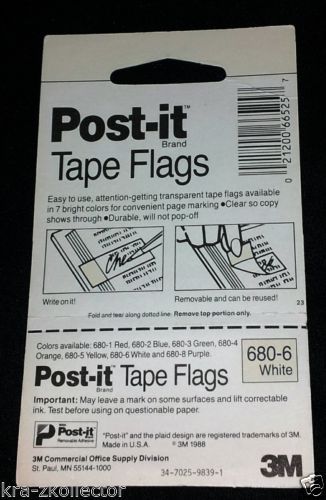 Post-it™
Brand
Tape Flags
0 21200 66525 7
Easy to use, attention-getting transparent tape flags available
in 7 bright colors for convenient page marking •Clear so copy
shows through •Durable, will not pop-off
Write on it!
Removable and can be reused!
23
Fold and tear along dotted line. Remove top portion only.
Colors available: 680-1 Red, 680-2 Blue, 680-3 Green, 680-4
Orange, 680-5 Yellow, 680-6 White and 680-8 Purple.
680-6
White
Post-it™ Tape Flags
Brand
Important: May leave a mark on some surfaces and lift correctable
ink. Test before using on questionable paper.
Post-it™
Removable Adhesive
"Post-it" and the plaid design are registered trademarks of 3M.
Made in U.S.A. ©3M 1988
3M Commercial Office Supply Division
St. Paul, MN 55144-1000
34-7025-9839-1
3M
kra-zkollector